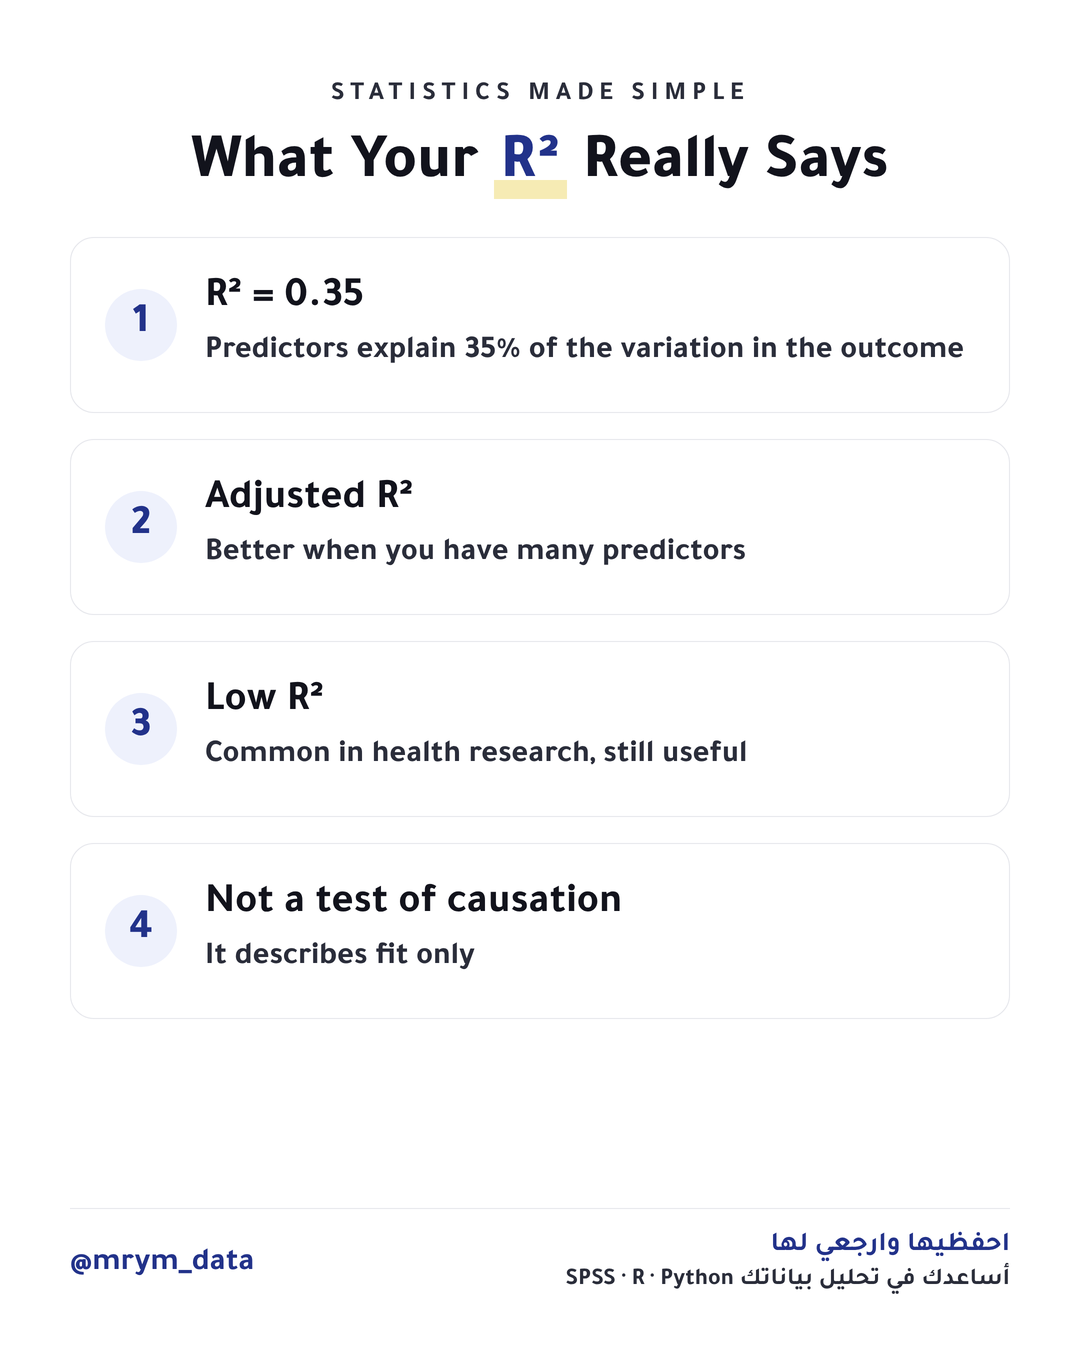 STATISTICS MADE SIMPLE
What Your R² Really Says
1
R² = 0.35
Predictors explain 35% of the variation in the outcome
2
Adjusted R²
Better when you have many predictors
3
Low R²
Common in health research, still useful
4
Not a test of causation
It describes fit only
@mrym_data
احفظيها وارجعي لها
أساعدك في تحليل بياناتك SPSS · R · Python